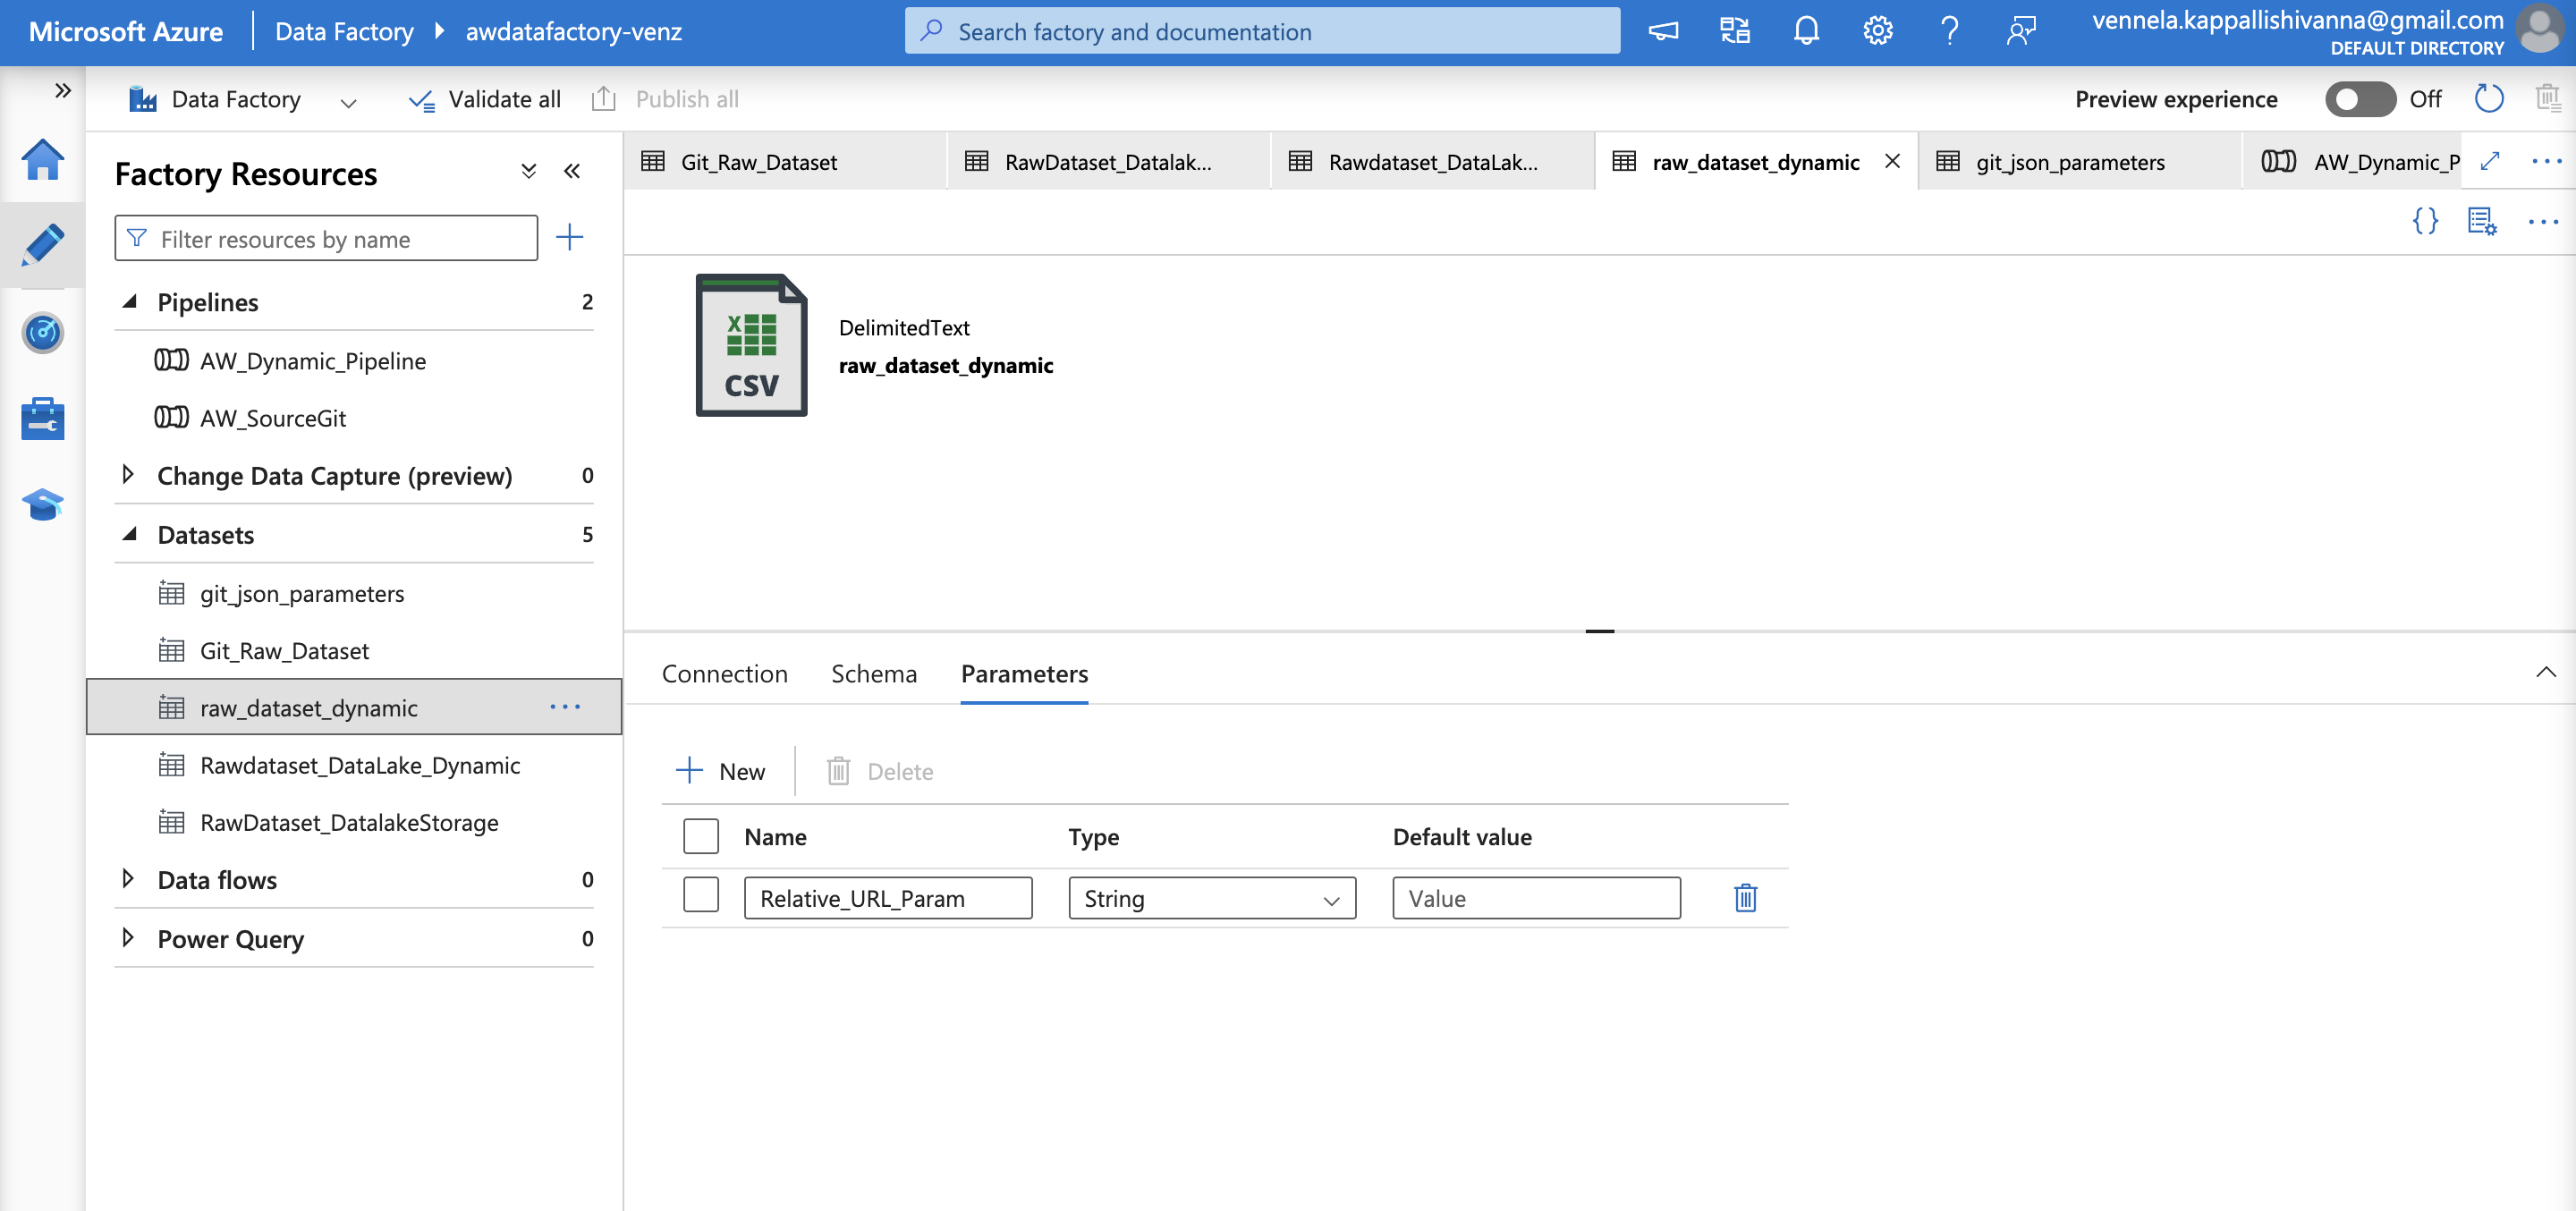 Microsoft Azure
Data Factory
awdatafactory-venz
Search factory and documentation
vennela.kappallishivanna@gmail.com
DEFAULT DIRECTORY
Data Factory
Validate all
Publish all
Preview experience
Off
Factory Resources
Filter resources by name
Pipelines 2
AW_Dynamic_Pipeline
AW_SourceGit
Change Data Capture (preview) 0
Datasets 5
git_json_parameters
Git_Raw_Dataset
raw_dataset_dynamic
Rawdataset_DataLake_Dynamic
RawDataset_DatalakeStorage
Data flows 0
Power Query 0
Git_Raw_Dataset
RawDataset_Datalak...
Rawdataset_DataLak...
raw_dataset_dynamic
git_json_parameters
AW_Dynamic_P
X
CSV
DelimitedText
raw_dataset_dynamic
Connection Schema Parameters
New Delete
Name Type Default value
Relative_URL_Param String Value